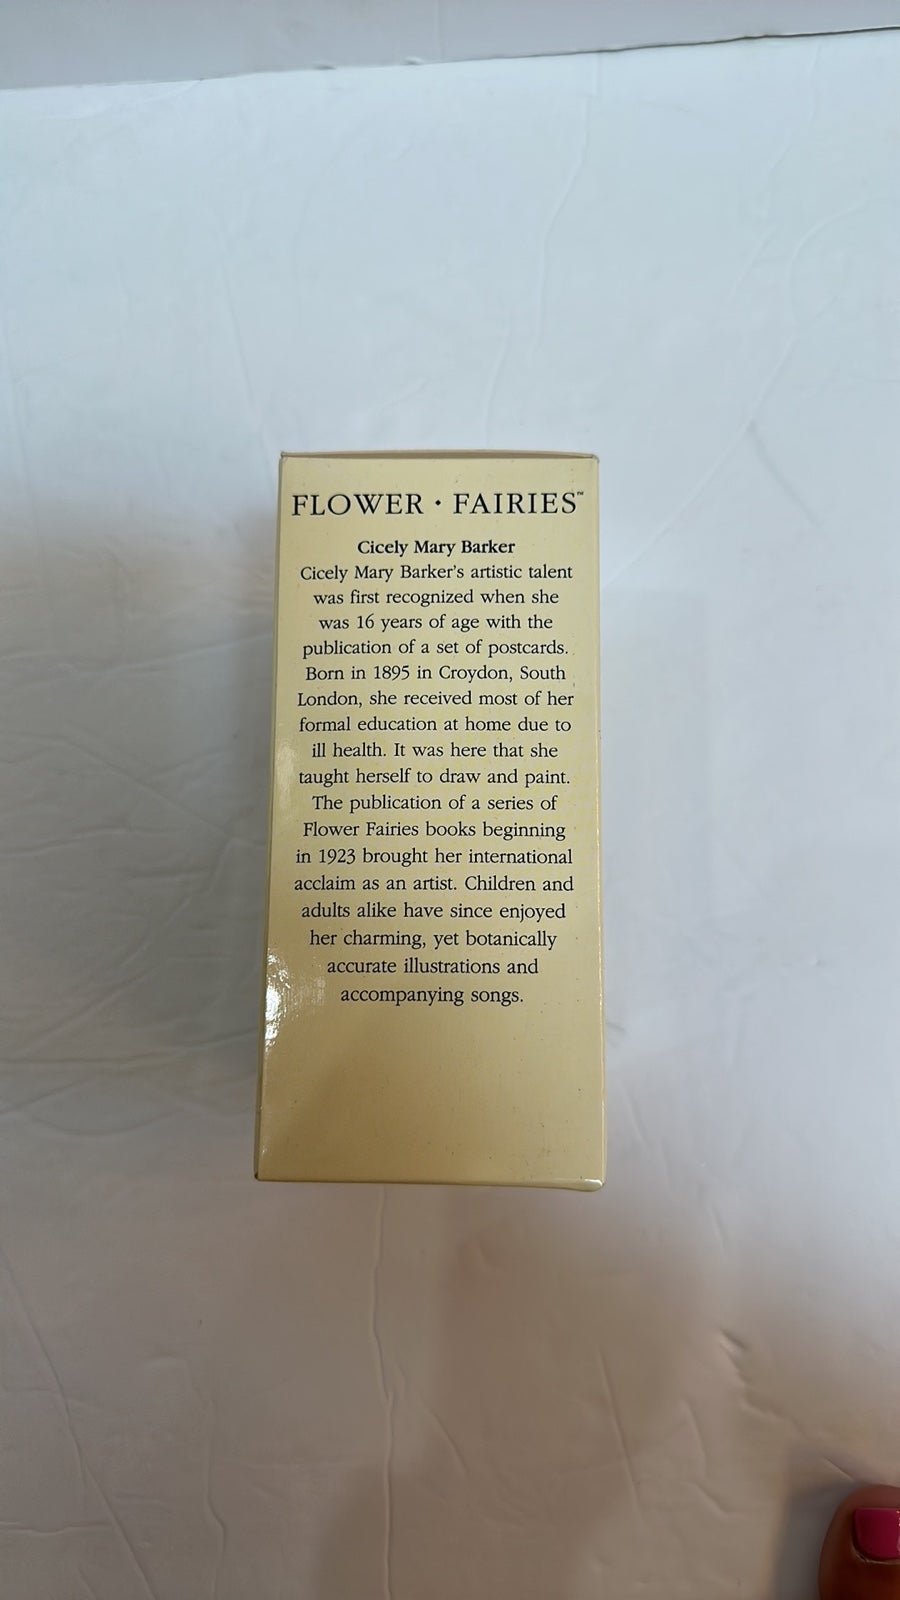 FLOWER · FAIRIES™
Cicely Mary Barker
Cicely Mary Barker's artistic talent
was first recognized when she
was 16 years of age with the
publication of a set of postcards.
Born in 1895 in Croydon, South
London, she received most of her
formal education at home due to
ill health. It was here that she
taught herself to draw and paint.
The publication of a series of
Flower Fairies books beginning
in 1923 brought her international
acclaim as an artist. Children and
adults alike have since enjoyed
her charming, yet botanically
accurate illustrations and
accompanying songs.